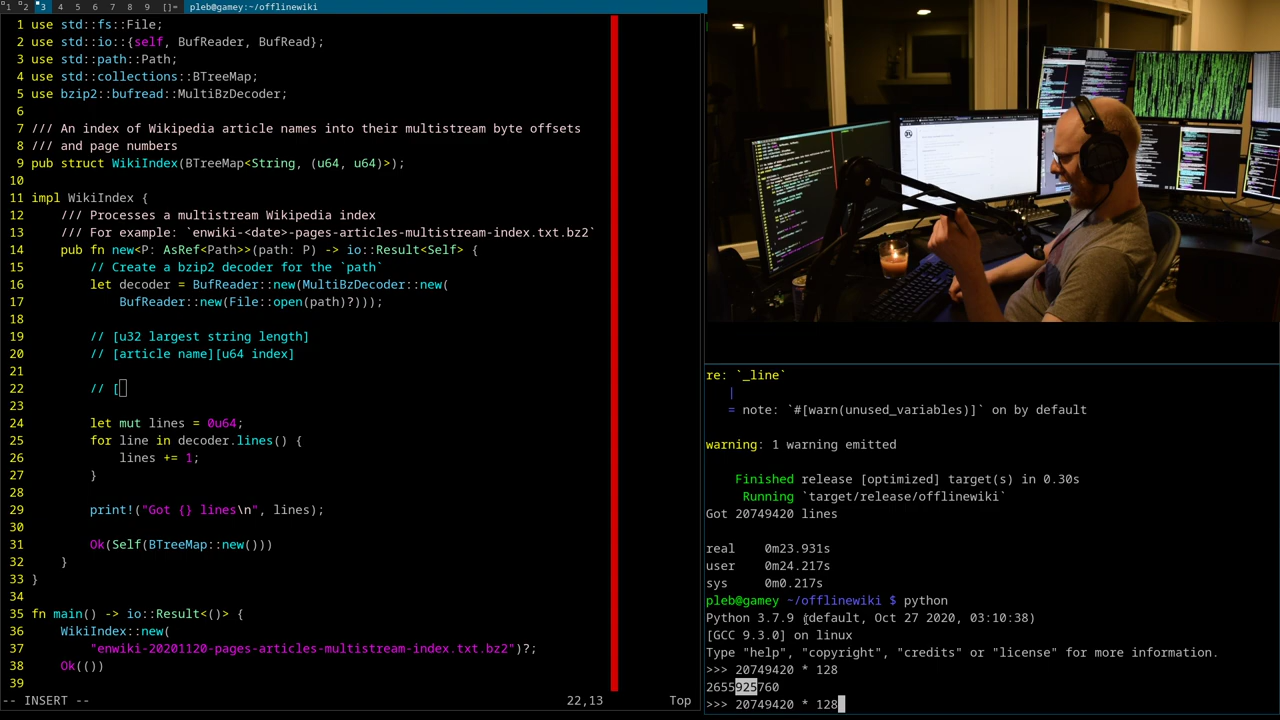 1 2 3 4 5 6 7 8 9 []= pleb@gamey:~/offlinewiki
1 use std::fs::File;
2 use std::io::{self, BufReader, BufRead};
3 use std::path::Path;
4 use std::collections::BTreeMap;
5 use bzip2::bufread::MultiBzDecoder;
6
7 /// An index of Wikipedia article names into their multistream byte offsets
8 /// and page numbers
9 pub struct WikiIndex(BTreeMap<String, (u64, u64)>);
10
11 impl WikiIndex {
12 /// Processes a multistream Wikipedia index
13 /// For example: `enwiki-<date>-pages-articles-multistream-index.txt.bz2`
14 pub fn new<P: AsRef<Path>>(path: P) -> io::Result<Self> {
15 // Create a bzip2 decoder for the `path`
16 let decoder = BufReader::new(MultiBzDecoder::new(
17 BufReader::new(File::open(path)?)));
18
19 // [u32 largest string length]
20 // [article name][u64 index]
21
22 // [
23
24 let mut lines = 0u64;
25 for line in decoder.lines() {
26 lines += 1;
27 }
28
29 print!("Got {} lines\n", lines);
30
31 Ok(Self(BTreeMap::new()))
32 }
33 }
34
35 fn main() -> io::Result<()> {
36 WikiIndex::new(
37 "enwiki-20201120-pages-articles-multistream-index.txt.bz2")?;
38 Ok(())
39
-- INSERT -- 22,13 Top
re: `_line`
|
= note: `#[warn(unused_variables)]` on by default
warning: 1 warning emitted
Finished release [optimized] target(s) in 0.30s
Running `target/release/offlinewiki`
Got 20749420 lines
real 0m23.931s
user 0m24.217s
sys 0m0.217s
pleb@gamey ~/offlinewiki $ python
Python 3.7.9 (default, Oct 27 2020, 03:10:38)
[GCC 9.3.0] on linux
Type "help", "copyright", "credits" or "license" for more information.
>>> 20749420 * 128
2655925760
>>> 20749420 * 128